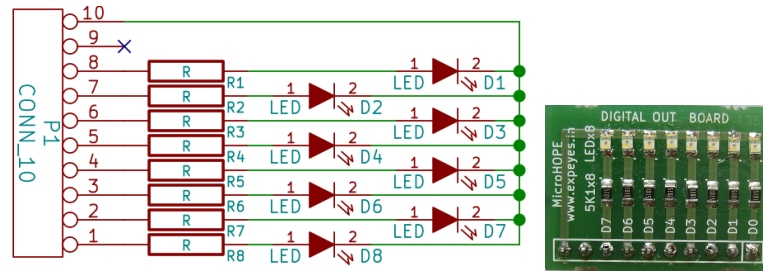 10
9
8 R R1 1 2 LED D1
7 R R2 1 2 LED D2
6 R R3 1 2 LED D3
5 R R4 1 2 LED D4
4 R R5 1 2 LED D5
3 R R6 1 2 LED D6
2 R R7 1 2 LED D7
1 R R8 1 2 LED D8
P1
CONN_10
DIGITAL OUT BOARD
MicroHOPE
www.expeyes.in
5K1x8 LEDx8
D7 D6 D5 D4 D3 D2 D1 D0